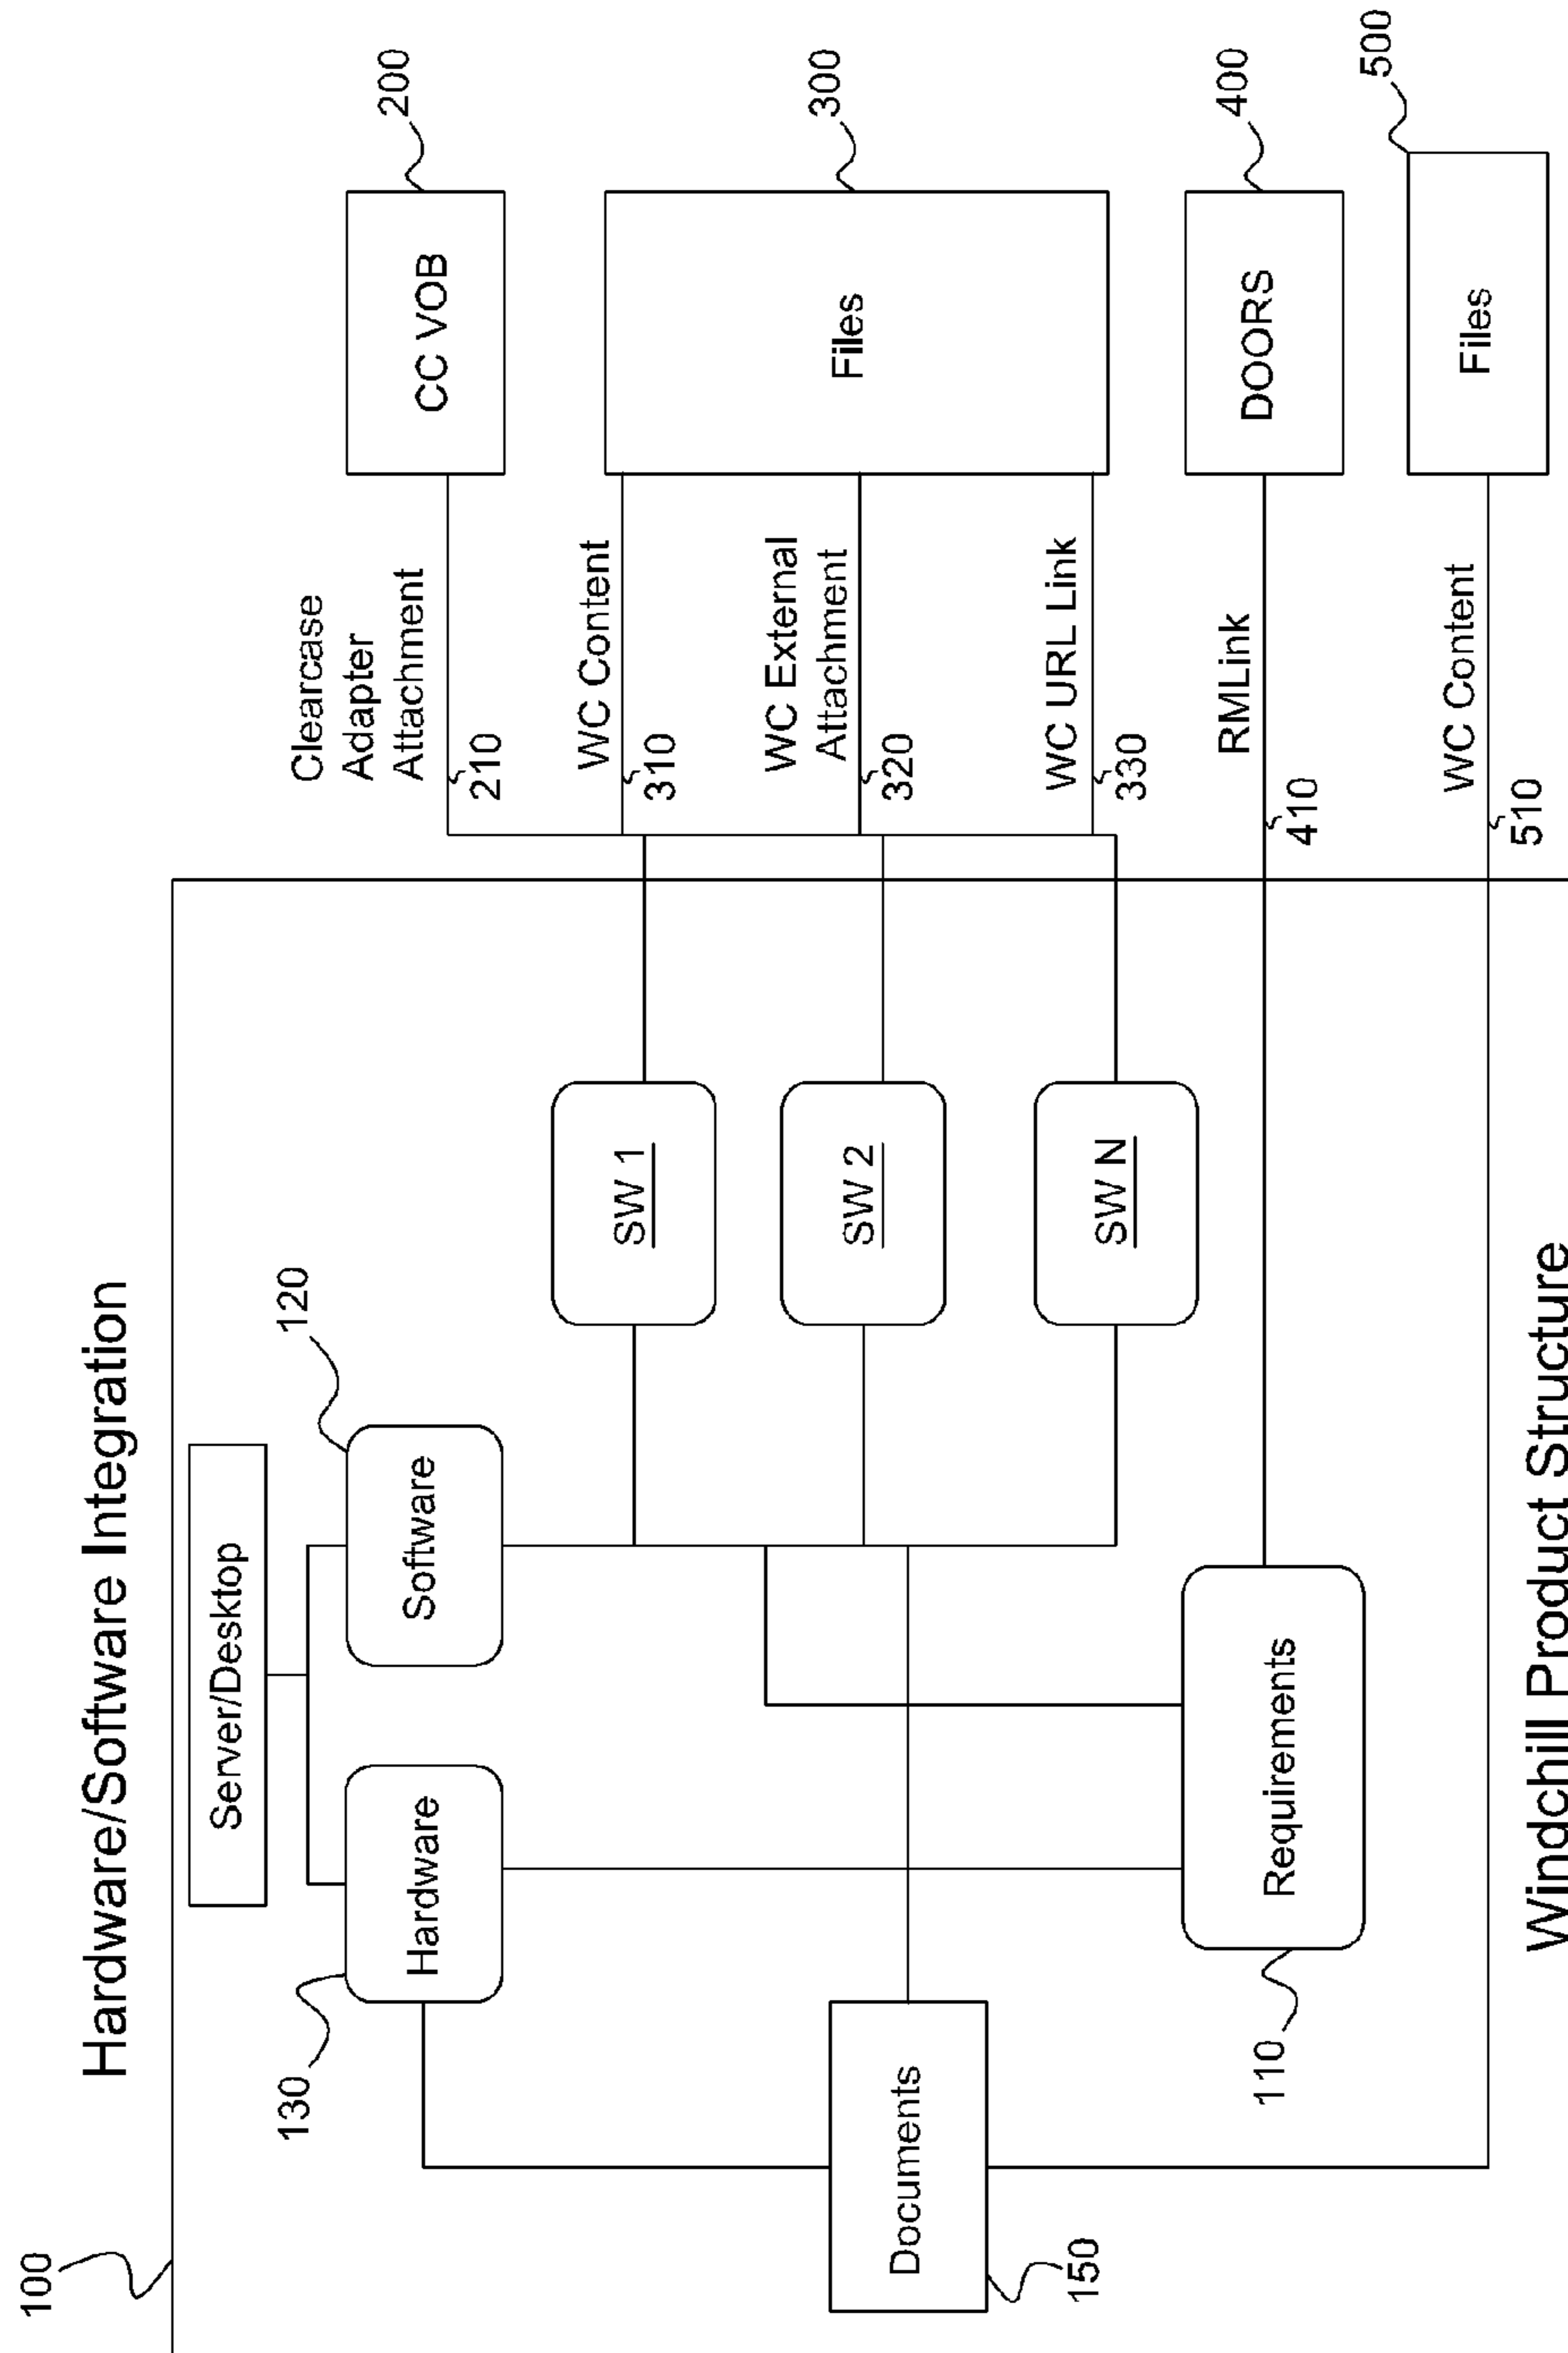 Hardware/Software Integration
100
Server/Desktop
130
Hardware
Software
120
Clearcase
Adapter
Attachment
210
CC VOB
200
SW 1
SW 2
SW N
WC Content
310
WC External
Attachment
320
WC URL Link
330
Files
300
Documents
150
Requirements
110
RMLink
410
DOORS
400
WC Content
510
Files
500
Windchill Product Structure